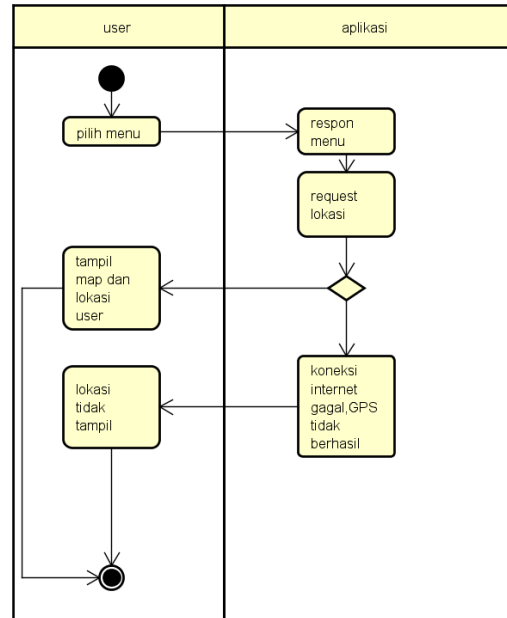 user
aplikasi
pilih menu
respon
menu
request
lokasi
tampil
map dan
lokasi
user
koneksi
internet
gagal,GPS
tidak
berhasil
lokasi
tidak
tampil